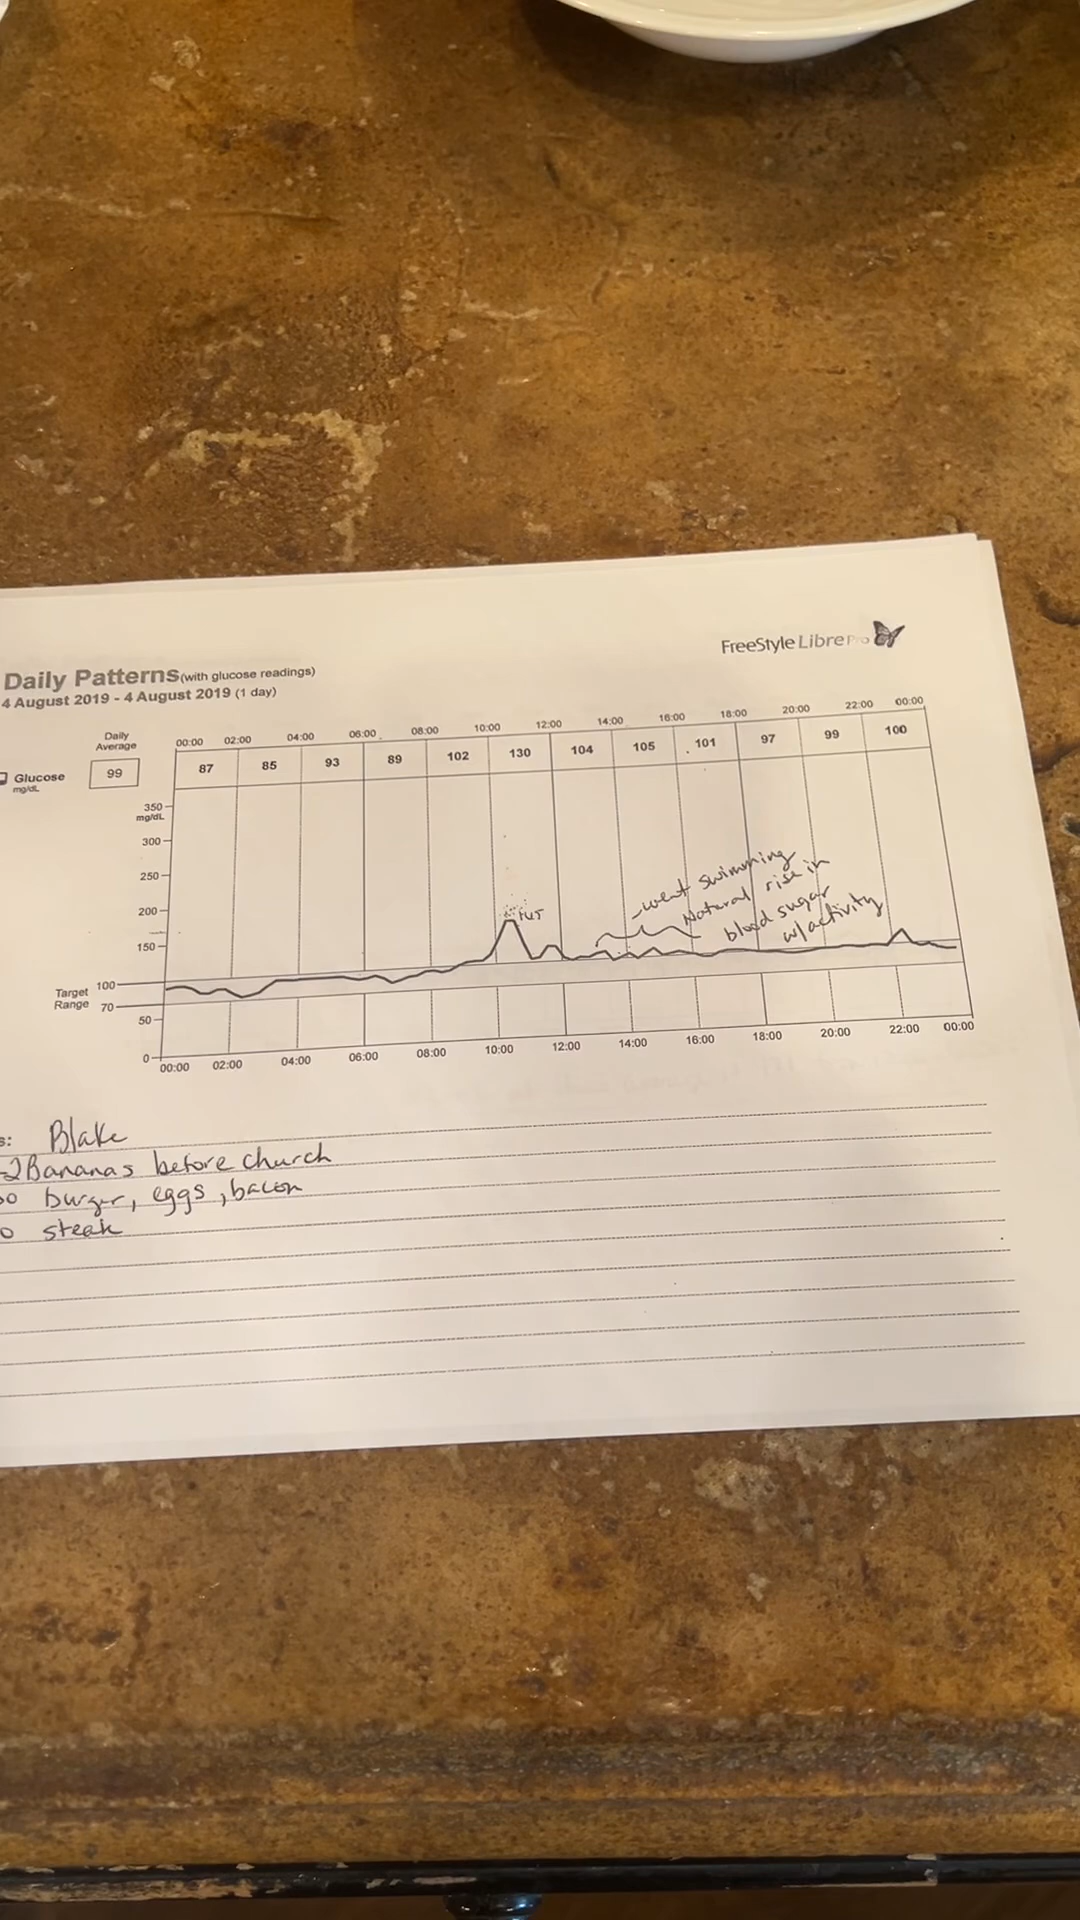 FreeStyle Libre Pro
Daily Patterns (with glucose readings)
4 August 2019 - 4 August 2019 (1 day)
Daily Average
00:00 02:00 04:00 06:00 08:00 10:00 12:00 14:00 16:00 18:00 20:00 22:00 00:00
Glucose mg/dL
99 87 85 93 89 102 130 104 105 101 97 99 100
350
mg/dL
300
250
200
150
Target Range
100
70
50
0
went swimming
Natural rise in
blood sugar
w/activity
00:00 02:00 04:00 06:00 08:00 10:00 12:00 14:00 16:00 18:00 20:00 22:00 00:00
s: Blake
-2 Bananas before church
00 burger, eggs, bacon
0 steak